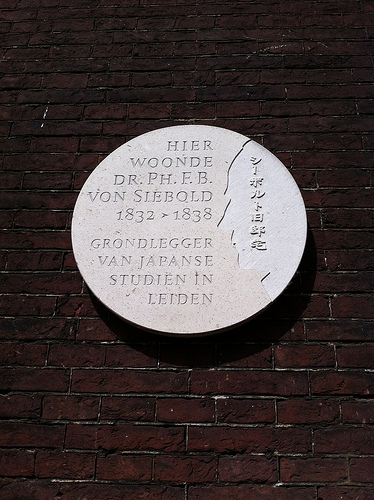 HIER
WOONDE
DR. PH. F. B.
VON SIEBOLD
1832 - 1838
GRONDLEGGER
VAN JAPANSE
STUDIËN IN
LEIDEN
シーボルト旧邸宅